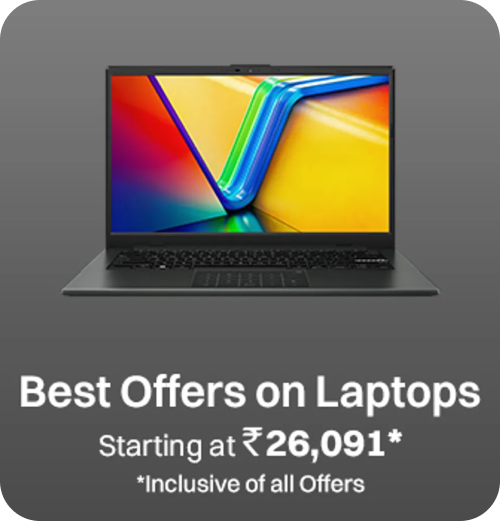 Best Offers on Laptops
Starting at ₹26,091*
*Inclusive of all Offers